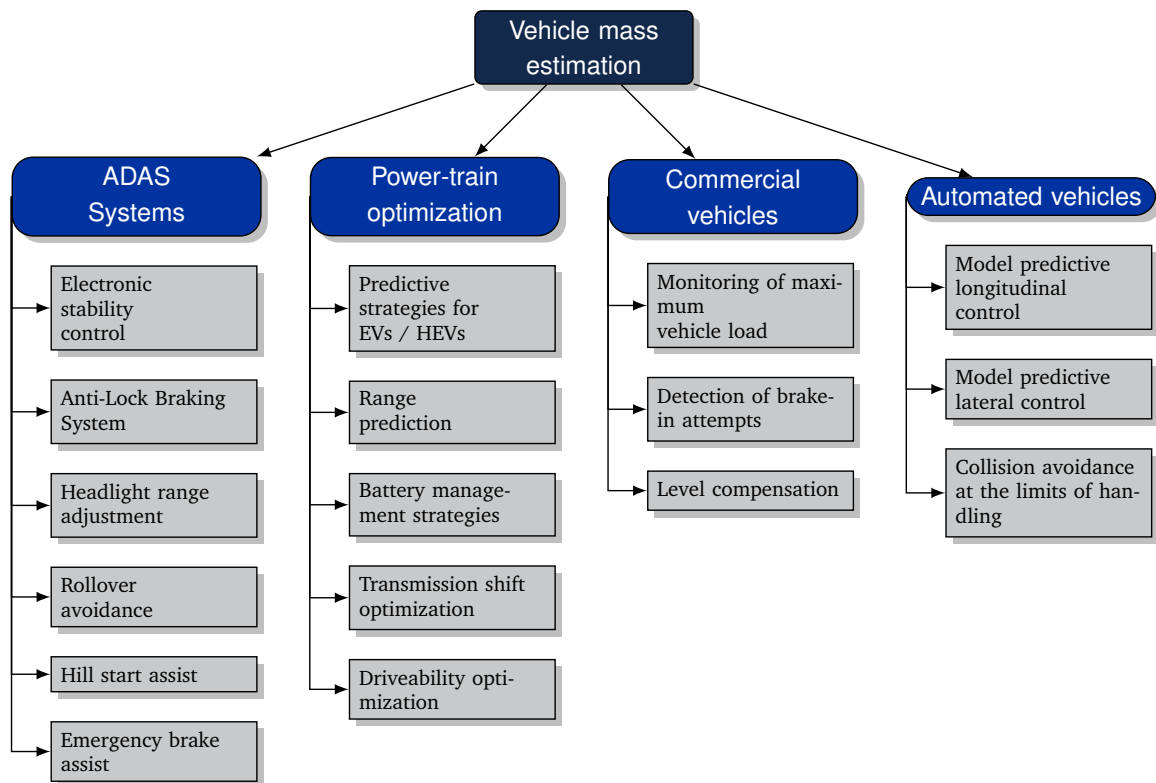 Vehicle mass
estimation
ADAS
Systems
Electronic
stability
control
Anti-Lock Braking
System
Headlight range
adjustment
Rollover
avoidance
Hill start assist
Emergency brake
assist
Power-train
optimization
Predictive
strategies for
EVs / HEVs
Range
prediction
Battery manage-
ment strategies
Transmission shift
optimization
Driveability opti-
mization
Commercial
vehicles
Monitoring of maxi-
mum
vehicle load
Detection of brake-
in attempts
Level compensation
Automated vehicles
Model predictive
longitudinal
control
Model predictive
lateral control
Collision avoidance
at the limits of han-
dling